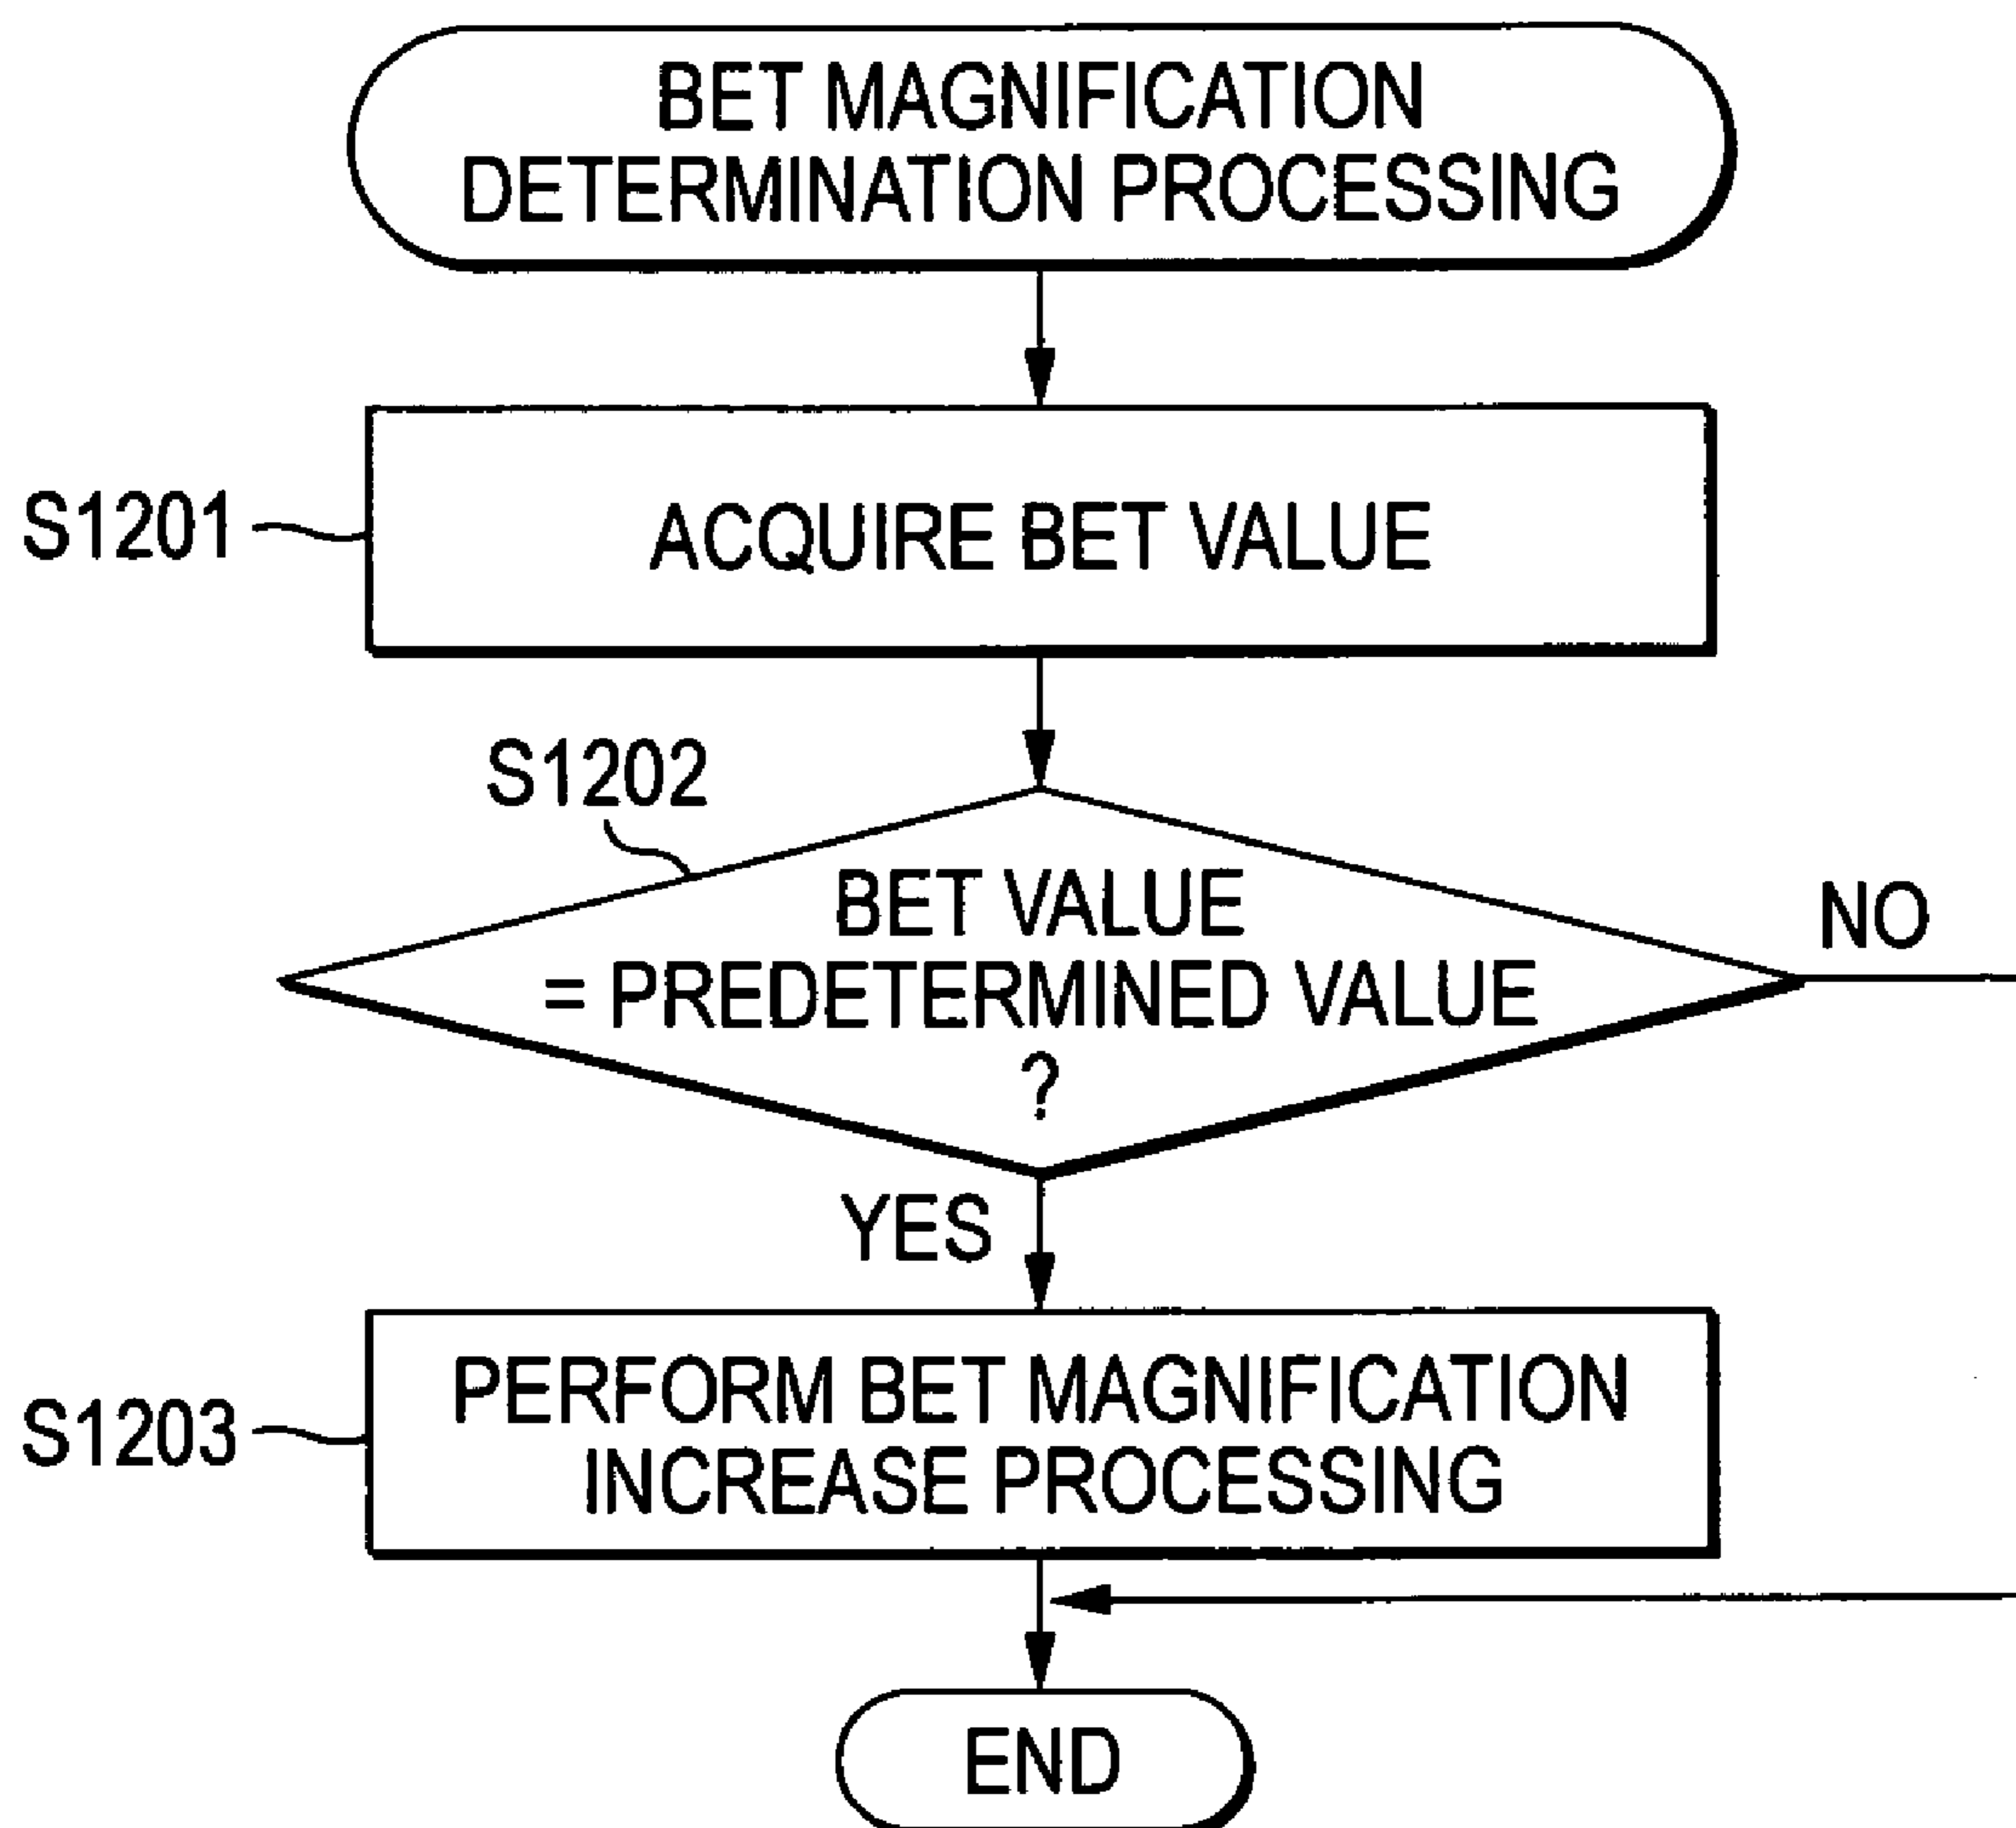 BET MAGNIFICATION
DETERMINATION PROCESSING
S1201
ACQUIRE BET VALUE
S1202
BET VALUE
= PREDETERMINED VALUE
?
NO
YES
S1203
PERFORM BET MAGNIFICATION
INCREASE PROCESSING
END